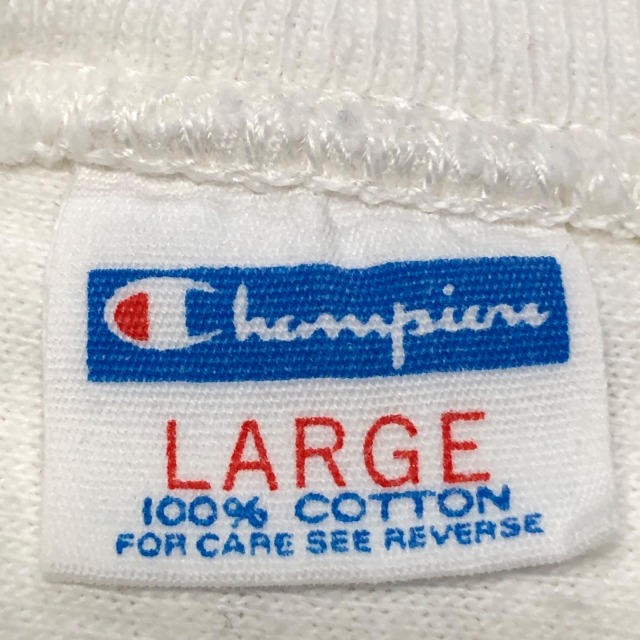 Champion
LARGE
100% COTTON
FOR CARE SEE REVERSE